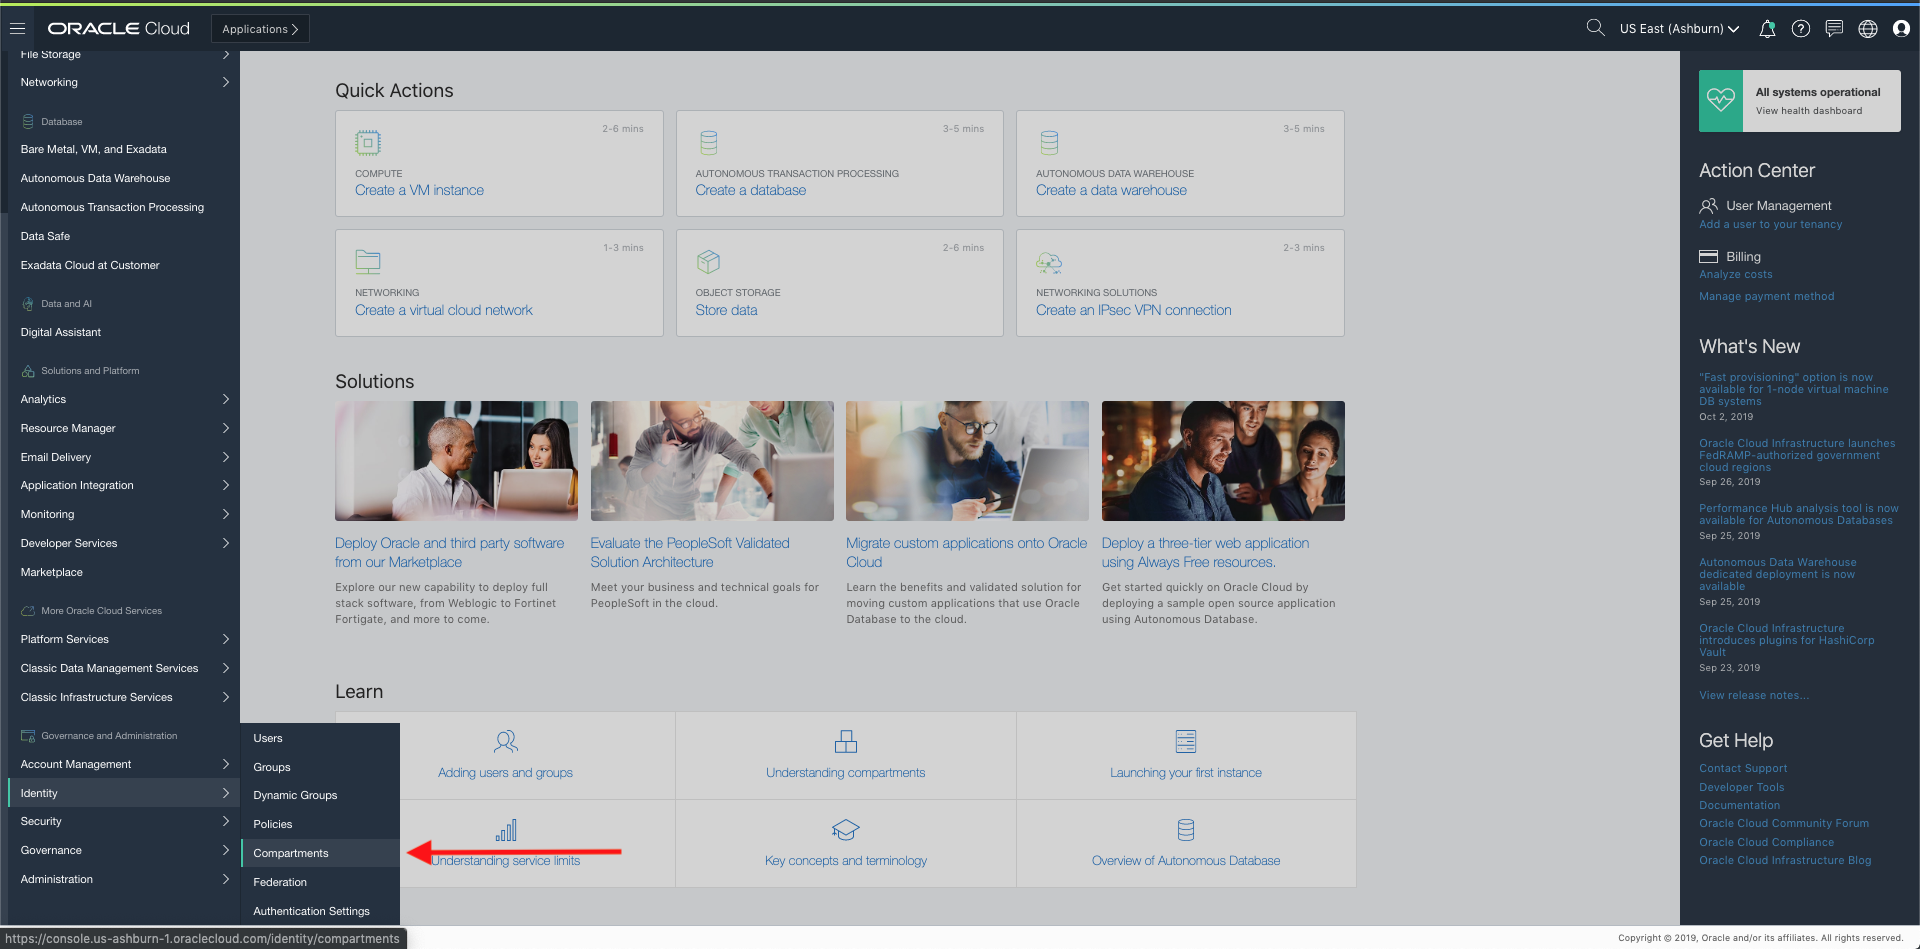 ORACLE Cloud
Applications
US East (Ashburn)
File Storage
Networking
Database
Bare Metal, VM, and Exadata
Autonomous Data Warehouse
Autonomous Transaction Processing
Data Safe
Exadata Cloud at Customer
Data and AI
Digital Assistant
Solutions and Platform
Analytics
Resource Manager
Email Delivery
Application Integration
Monitoring
Developer Services
Marketplace
More Oracle Cloud Services
Platform Services
Classic Data Management Services
Classic Infrastructure Services
Governance and Administration
Account Management
Identity
Security
Governance
Administration
Users
Groups
Dynamic Groups
Policies
Compartments
Federation
Authentication Settings
Quick Actions
2-6 mins
COMPUTE
Create a VM instance
3-5 mins
AUTONOMOUS TRANSACTION PROCESSING
Create a database
3-5 mins
AUTONOMOUS DATA WAREHOUSE
Create a data warehouse
1-3 mins
NETWORKING
Create a virtual cloud network
2-6 mins
OBJECT STORAGE
Store data
2-3 mins
NETWORKING SOLUTIONS
Create an IPsec VPN connection
Solutions
Deploy Oracle and third party software
from our Marketplace
Explore our new capability to deploy full
stack software, from Weblogic to Fortinet
Fortigate, and more to come.
Evaluate the PeopleSoft Validated
Solution Architecture
Meet your business and technical goals for
PeopleSoft in the cloud.
Migrate custom applications onto Oracle
Cloud
Learn the benefits and validated solution for
moving custom applications that use Oracle
Database to the cloud.
Deploy a three-tier web application
using Always Free resources.
Get started quickly on Oracle Cloud by
deploying a sample open source application
using Autonomous Database.
Learn
Adding users and groups
Understanding compartments
Launching your first instance
Understanding service limits
Key concepts and terminology
Overview of Autonomous Database
All systems operational
View health dashboard
Action Center
User Management
Add a user to your tenancy
Billing
Analyze costs
Manage payment method
What's New
"Fast provisioning" option is now
available for 1-node virtual machine
DB systems
Oct 2, 2019
Oracle Cloud Infrastructure launches
FedRAMP-authorized government
cloud regions
Sep 26, 2019
Performance Hub analysis tool is now
available for Autonomous Databases
Sep 25, 2019
Autonomous Data Warehouse
dedicated deployment is now
available
Sep 25, 2019
Oracle Cloud Infrastructure
introduces plugins for HashiCorp
Vault
Sep 23, 2019
View release notes...
Get Help
Contact Support
Developer Tools
Documentation
Oracle Cloud Community Forum
Oracle Cloud Compliance
Oracle Cloud Infrastructure Blog
https://console.us-ashburn-1.oraclecloud.com/identity/compartments
Copyright © 2019, Oracle and/or its affiliates. All rights reserved.